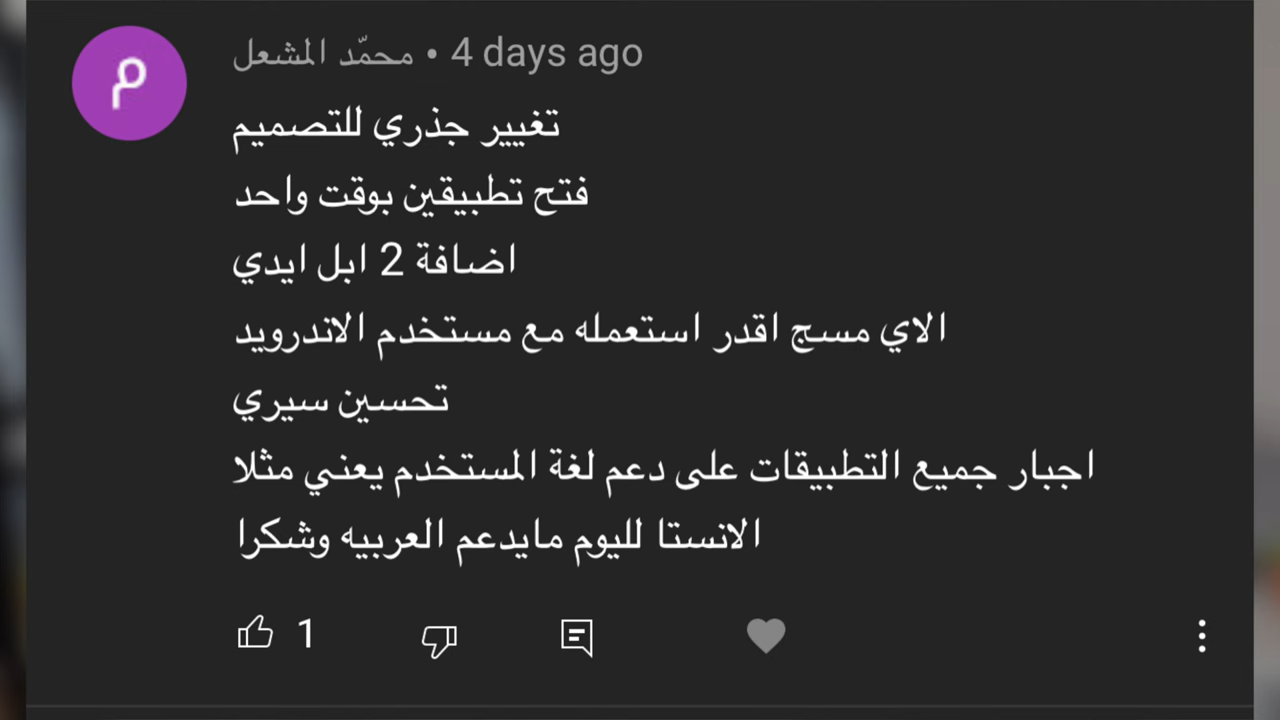 م
محمّد المشعل • 4 days ago
تغيير جذري للتصميم
فتح تطبيقين بوقت واحد
اضافة 2 ابل ايدي
الاي مسج اقدر استعمله مع مستخدم الاندرويد
تحسين سيري
اجبار جميع التطبيقات على دعم لغة المستخدم يعني مثلا
الانستا لليوم مايدعم العربيه وشكرا
1